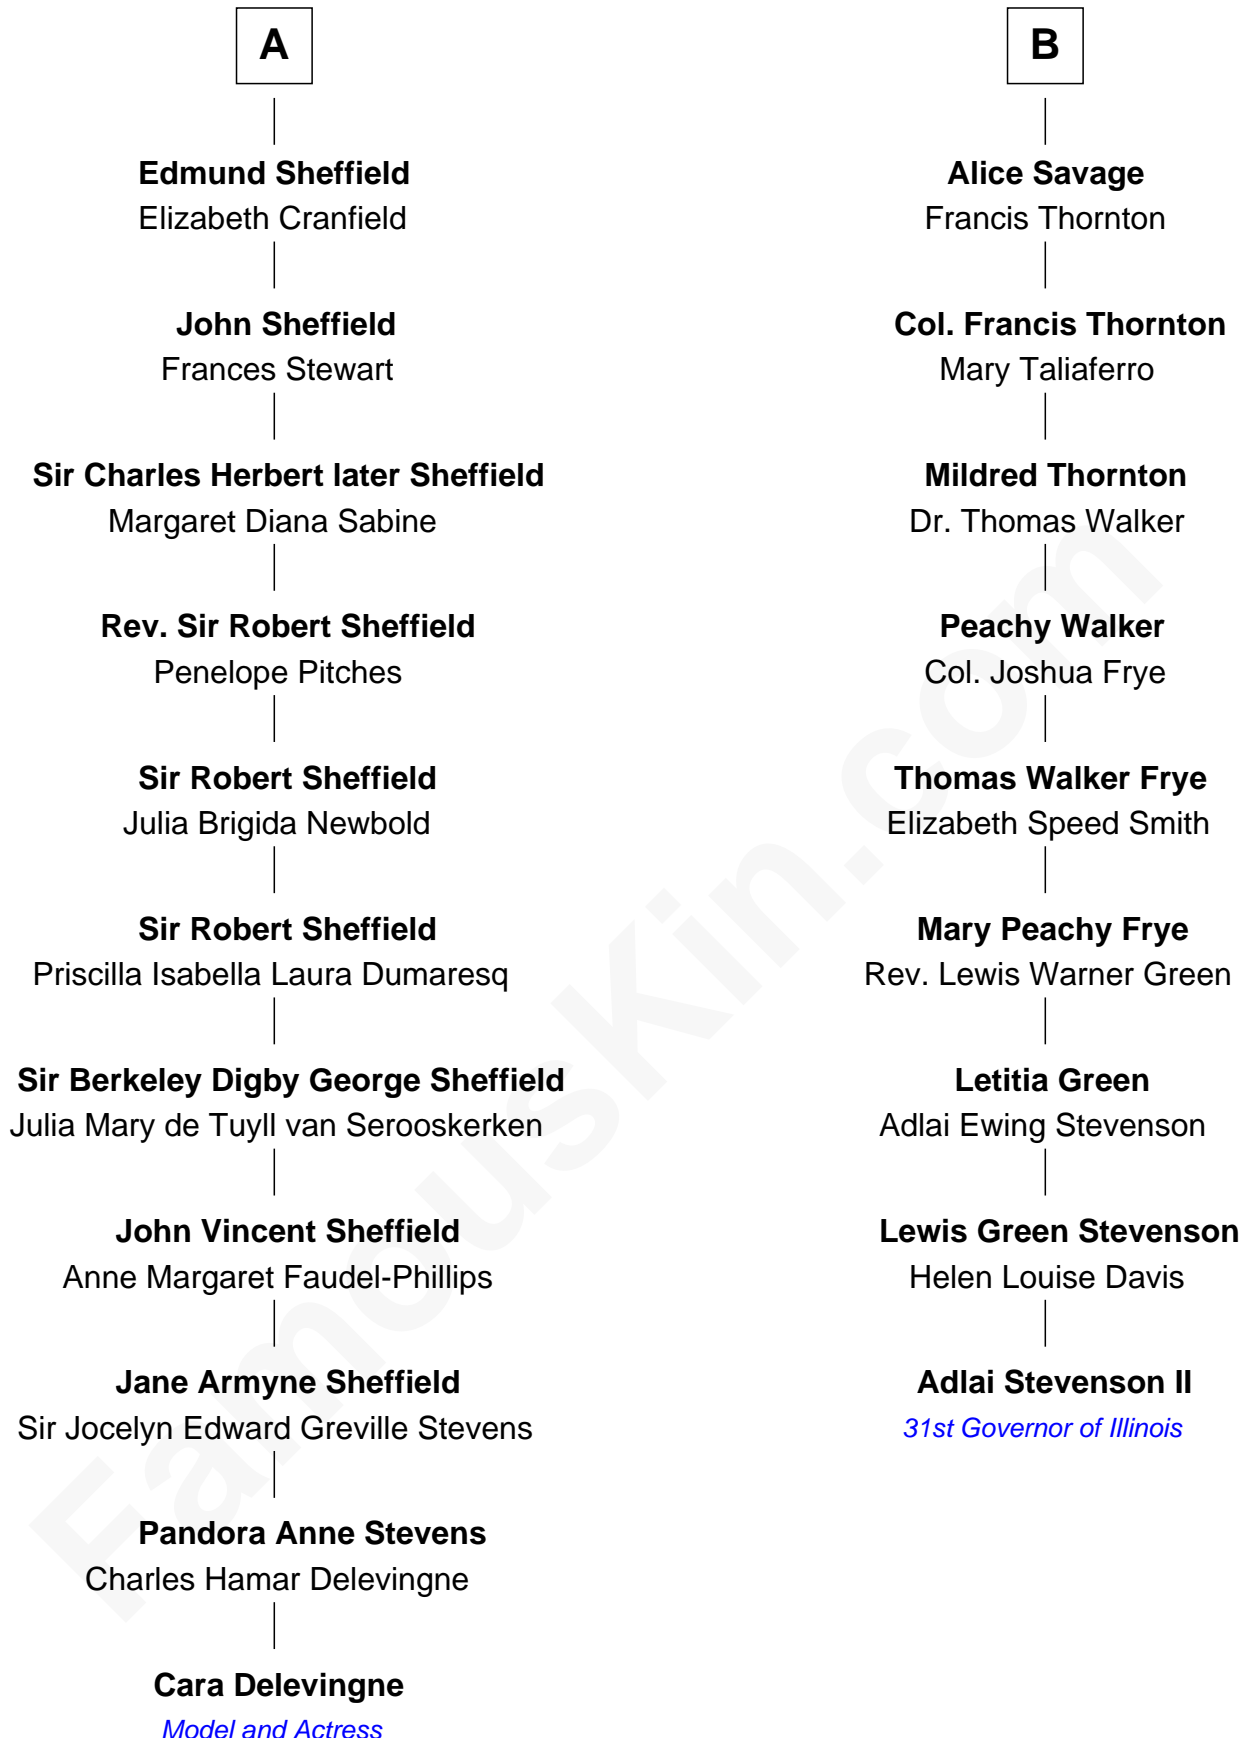 A
Edmund Sheffield
Elizabeth Cranfield
John Sheffield
Frances Stewart
Sir Charles Herbert later Sheffield
Margaret Diana Sabine
Rev. Sir Robert Sheffield
Penelope Pitches
Sir Robert Sheffield
Julia Brigida Newbold
Sir Robert Sheffield
Priscilla Isabella Laura Dumaresq
Sir Berkeley Digby George Sheffield
Julia Mary de Tuyll van Serooskerken
John Vincent Sheffield
Anne Margaret Faudel-Phillips
Jane Armyne Sheffield
Sir Jocelyn Edward Greville Stevens
Pandora Anne Stevens
Charles Hamar Delevingne
Cara Delevingne
Model and Actress
B
Alice Savage
Francis Thornton
Col. Francis Thornton
Mary Taliaferro
Mildred Thornton
Dr. Thomas Walker
Peachy Walker
Col. Joshua Frye
Thomas Walker Frye
Elizabeth Speed Smith
Mary Peachy Frye
Rev. Lewis Warner Green
Letitia Green
Adlai Ewing Stevenson
Lewis Green Stevenson
Helen Louise Davis
Adlai Stevenson II
31st Governor of Illinois
FamousKin.com